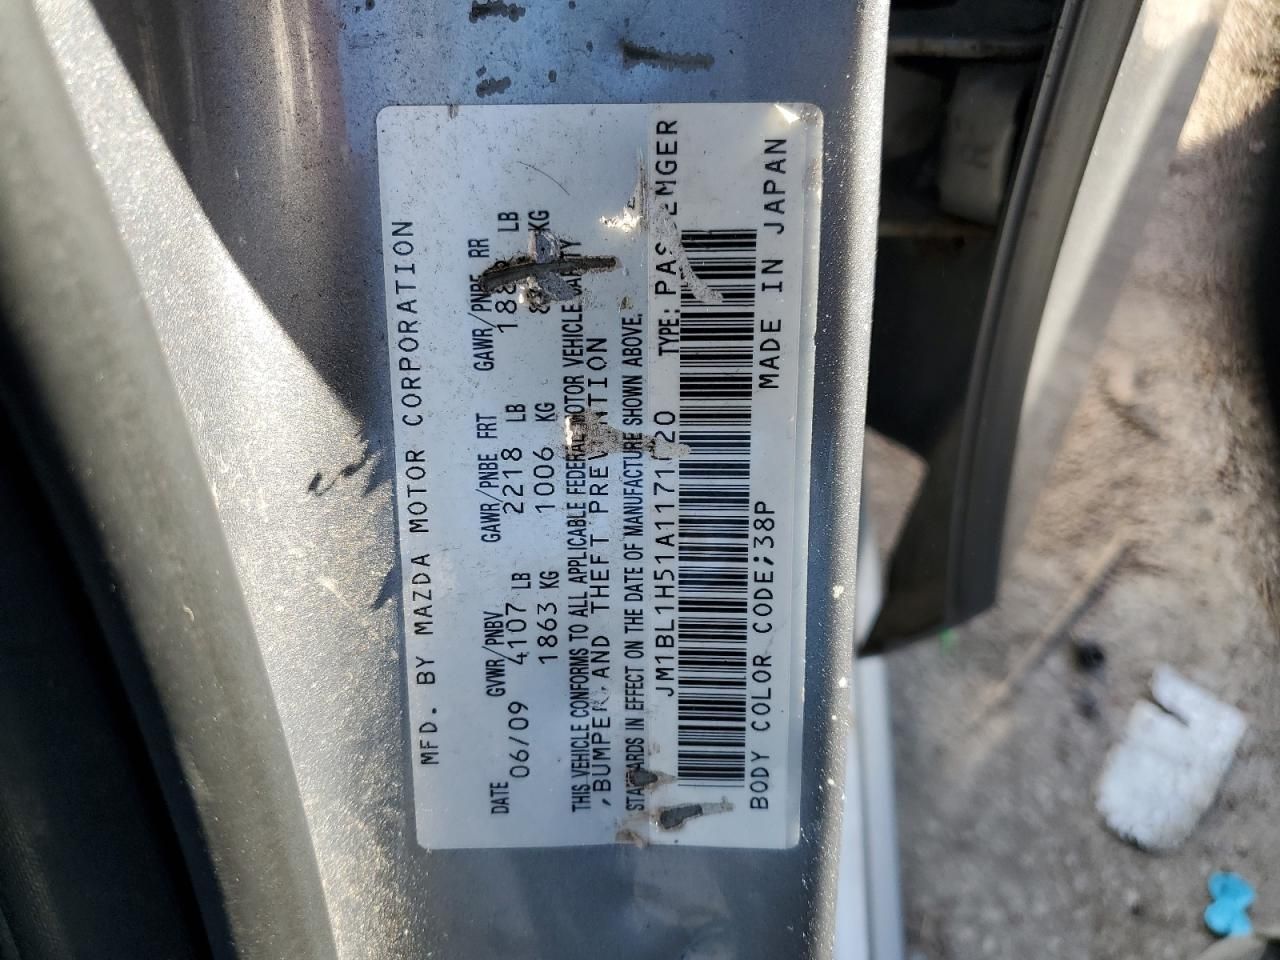 MFD. BY MAZDA MOTOR CORPORATION
DATE GVWR/PNBV GAWR/PNBE FRT GAWR/PNBE RR
06/09 4107 LB 2218 LB LB
1863 KG 1006 KG KG
THIS VEHICLE CONFORMS TO ALL APPLICABLE FEDERAL MOTOR VEHICLE
, BUMPER, AND THEFT PREVENTION
STANDARDS IN EFFECT ON THE DATE OF MANUFACTURE SHOWN ABOVE.
TYPE: PASSENGER
BODY COLOR CODE;38P MADE IN JAPAN